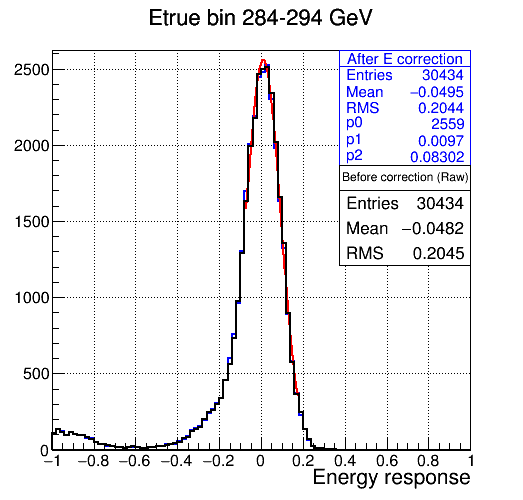 Etrue bin 284-294 GeV
After E correction
Entries 30434
Mean −0.0495
RMS 0.2044
p0 2559
p1 0.0097
p2 0.08302
Before correction (Raw)
Entries 30434
Mean −0.0482
RMS 0.2045
2500
2000
1500
1000
500
0
−1 −0.8 −0.6 −0.4 −0.2 0 0.2 0.4 0.6 0.8 1
Energy response